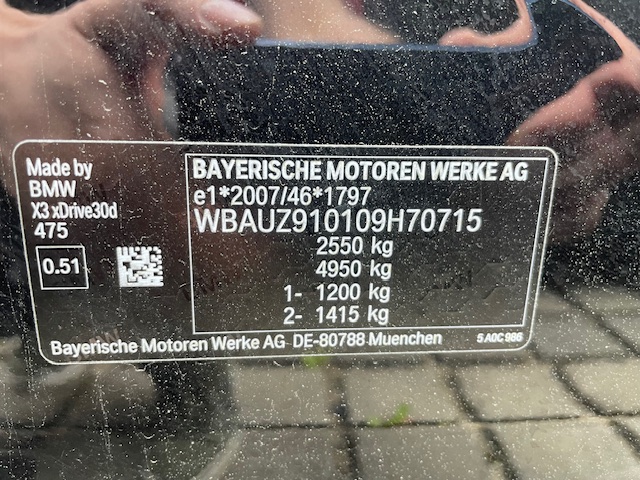 Made by
BMW
X3 xDrive30d
475
0.51
BAYERISCHE MOTOREN WERKE AG
e1*2007/46*1797
WBAUZ910109H70715
2550 kg
4950 kg
1- 1200 kg
2- 1415 kg
Bayerische Motoren Werke AG DE-80788 Muenchen
5 A0C 986